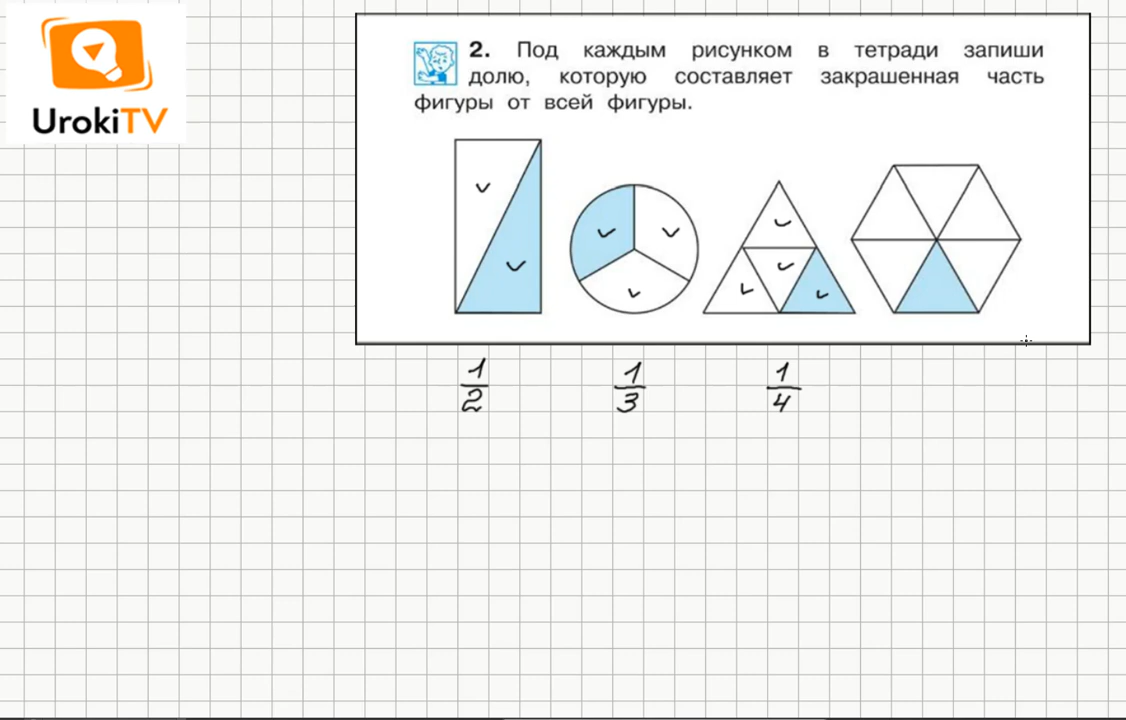 UrokiTV
2. Под каждым рисунком в тетради запиши
долю, которую составляет закрашенная часть
фигуры от всей фигуры.
1/2 1/3 1/4